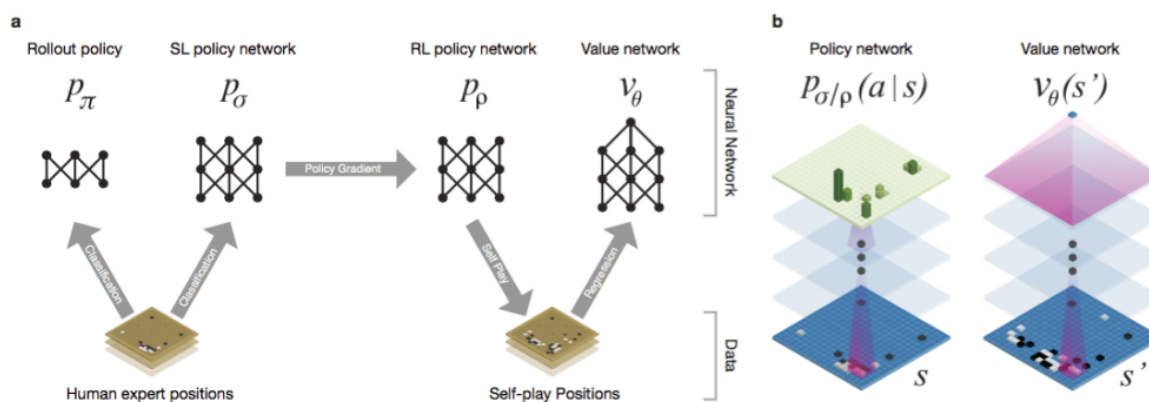 a
Rollout policy
SL policy network
RL policy network
Value network
pπ
pσ
pρ
vθ
Policy Gradient
Classification
Classification
Self Play
Regression
Neural Network
Data
Human expert positions
Self-play Positions
b
Policy network
Value network
pσ/ρ(a|s)
vθ(s')
s
s'